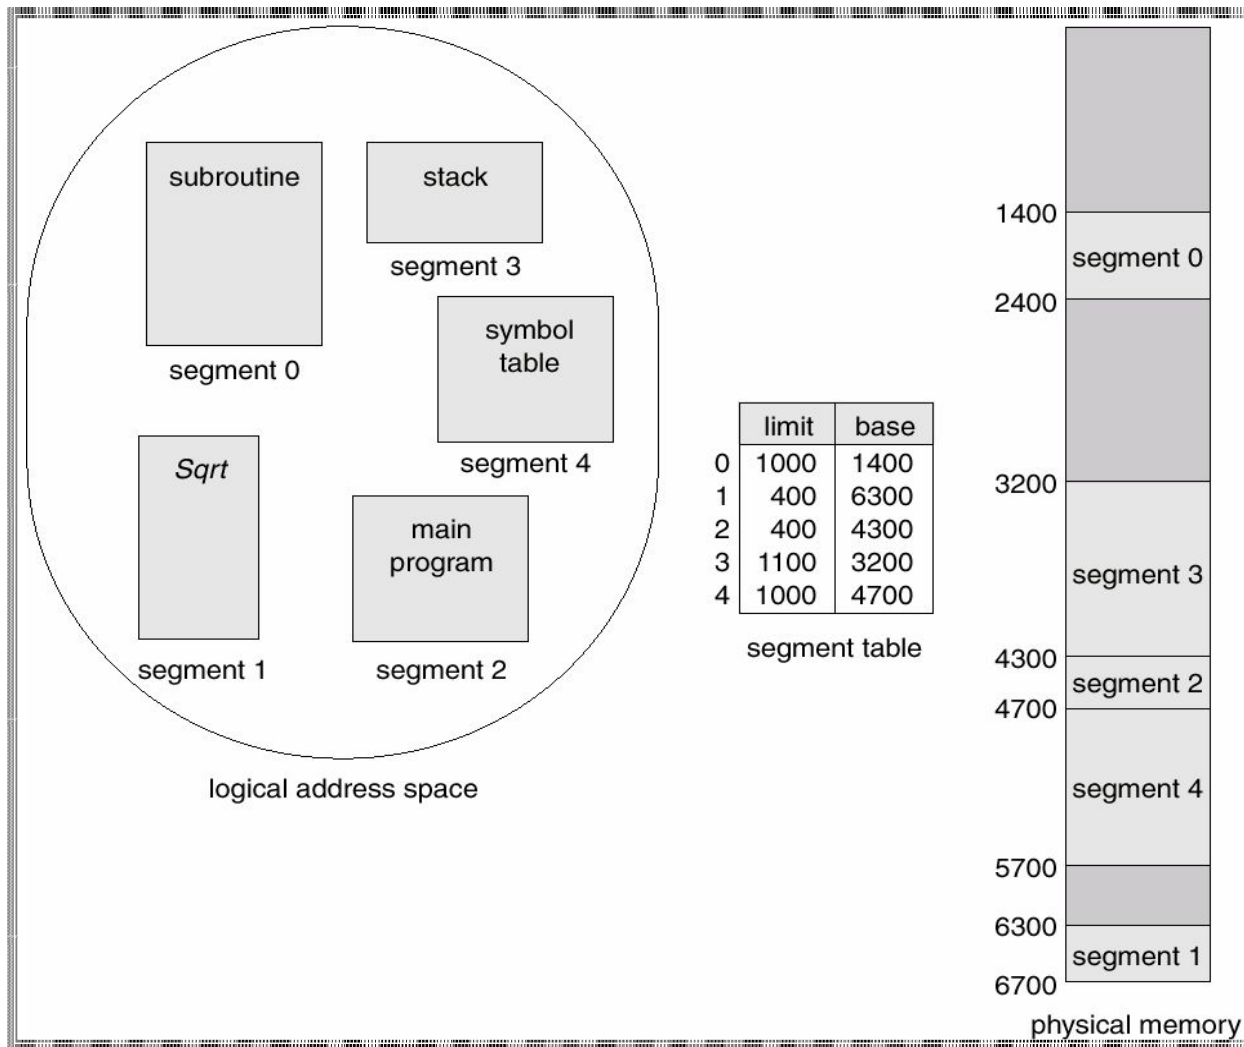 subroutine
segment 0
stack
segment 3
symbol
table
segment 4
Sqrt
segment 1
main
program
segment 2
logical address space
limit base
0 1000 1400
1 400 6300
2 400 4300
3 1100 3200
4 1000 4700
segment table
1400
segment 0
2400
3200
segment 3
4300
segment 2
4700
segment 4
5700
6300
segment 1
6700
physical memory